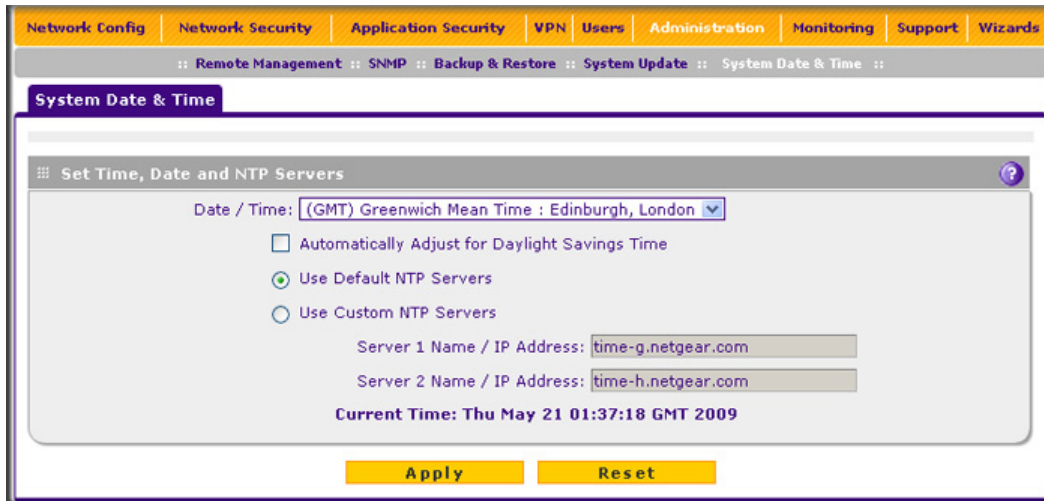 Network Config Network Security Application Security VPN Users Administration Monitoring Support Wizards
:: Remote Management :: SNMP :: Backup & Restore :: System Update :: System Date & Time ::
System Date & Time
Set Time, Date and NTP Servers ?
Date / Time: (GMT) Greenwich Mean Time : Edinburgh, London
Automatically Adjust for Daylight Savings Time
Use Default NTP Servers
Use Custom NTP Servers
Server 1 Name / IP Address: time-g.netgear.com
Server 2 Name / IP Address: time-h.netgear.com
Current Time: Thu May 21 01:37:18 GMT 2009
Apply Reset